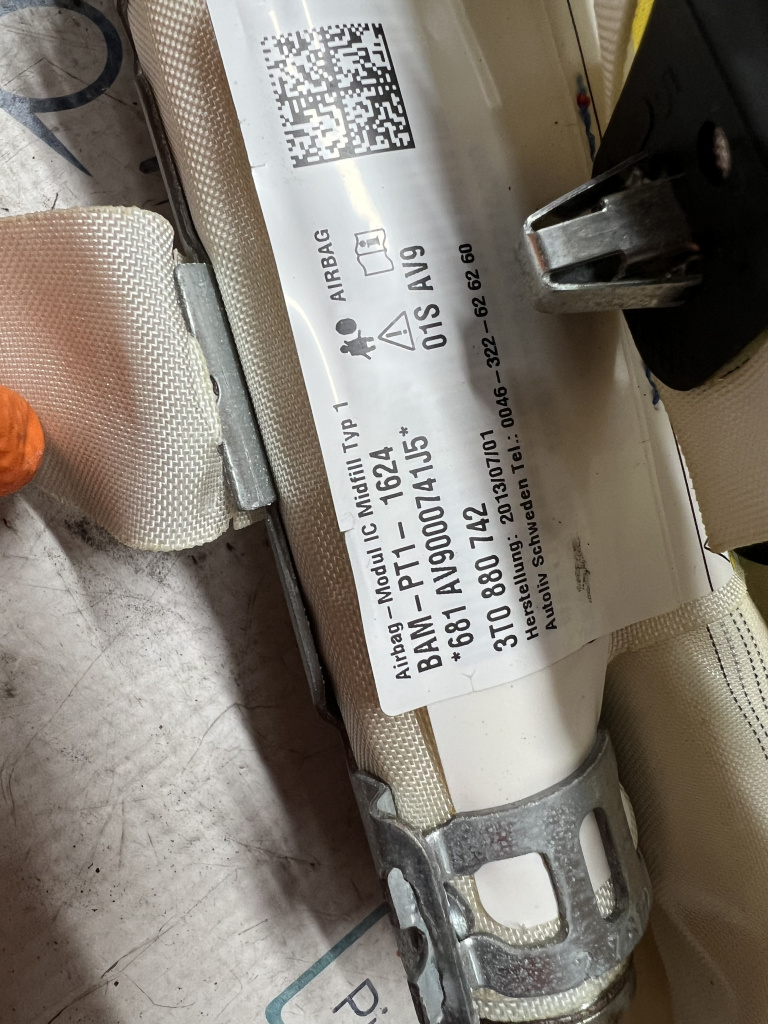 AIRBAG
01S AV9
Airbag–Modul IC Midfill Typ 1
BAM–PT1– 1624
*681 AV9000741J5*
3T0 880 742
Herstellung: 2013/07/01
Autoliv Schweden Tel.: 0046–322–62 62 60